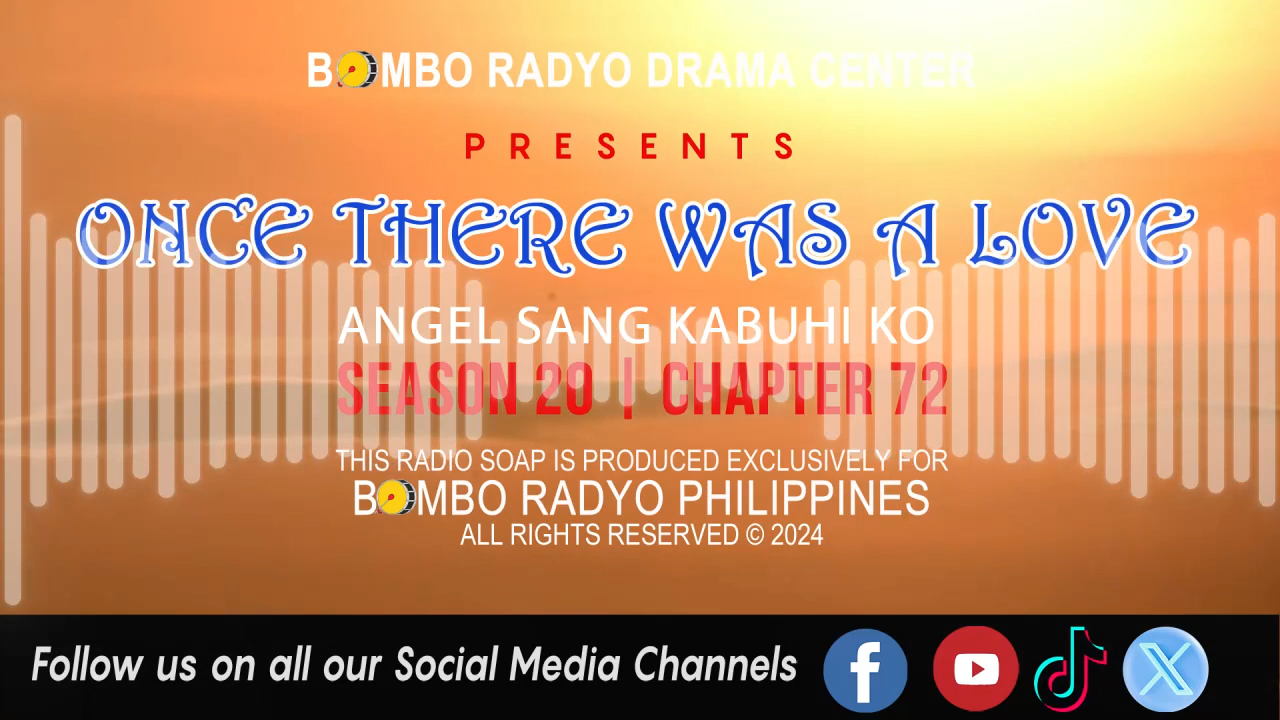 BOMBO RADYO DRAMA CENTER
PRESENTS
ONCE THERE WAS A LOVE
ANGEL SANG KABUHI KO
SEASON 20 | CHAPTER 72
THIS RADIO SOAP IS PRODUCED EXCLUSIVELY FOR
BOMBO RADYO PHILIPPINES
ALL RIGHTS RESERVED © 2024
Follow us on all our Social Media Channels